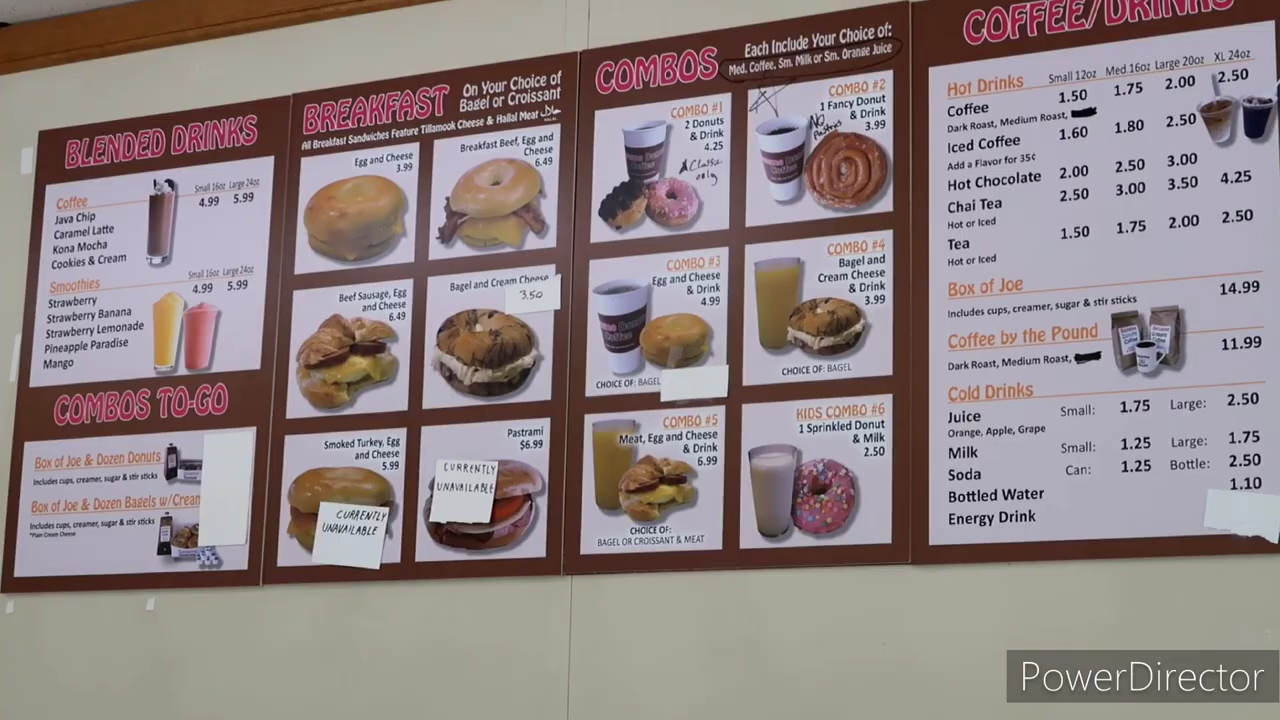 BLENDED DRINKS
Small 16oz Large 24oz
Coffee 4.99 5.99
Java Chip
Caramel Latte
Kona Mocha
Cookies & Cream
Small 16oz Large 24oz
Smoothies 4.99 5.99
Strawberry
Strawberry Banana
Strawberry Lemonade
Pineapple Paradise
Mango
COMBOS TO-GO
Box of Joe & Dozen Donuts
Includes cups, creamer, sugar & stir sticks
Box of Joe & Dozen Bagels w/Cream
Includes cups, creamer, sugar & stir sticks
*Plain Cream Cheese
BREAKFAST
On Your Choice of
Bagel or Croissant
All Breakfast Sandwiches Feature Tillamook Cheese & Halal Meat
Egg and Cheese
3.99
Breakfast Beef, Egg and
Cheese
6.49
Beef Sausage, Egg
and Cheese
6.49
Bagel and Cream Cheese
3.50
Smoked Turkey, Egg
and Cheese
5.99
CURRENTLY
UNAVAILABLE
Pastrami
$6.99
CURRENTLY
UNAVAILABLE
COMBOS
Each Include Your Choice of:
Med. Coffee, Sm. Milk or Sm. Orange Juice
COMBO #1
2 Donuts
& Drink
4.25
Classic
only
COMBO #2
1 Fancy Donut
& Drink
3.99
No
COMBO #3
Egg and Cheese
& Drink
4.99
CHOICE OF: BAGEL
COMBO #4
Bagel and
Cream Cheese
& Drink
3.99
CHOICE OF: BAGEL
COMBO #5
Meat, Egg and Cheese
& Drink
6.99
CHOICE OF:
BAGEL OR CROISSANT & MEAT
KIDS COMBO #6
1 Sprinkled Donut
& Milk
2.50
COFFEE/DRINKS
Hot Drinks Small 12oz Med.16oz Large 20oz XL 24oz
Coffee 1.50 1.75 2.00 2.50
Dark Roast, Medium Roast,
Iced Coffee 1.60 1.80 2.50
Add a Flavor for 35¢
Hot Chocolate 2.00 2.50 3.00
Chai Tea 2.50 3.00 3.50 4.25
Hot or Iced
Tea 1.50 1.75 2.00 2.50
Hot or Iced
Box of Joe 14.99
Includes cups, creamer, sugar & stir sticks
Coffee by the Pound 11.99
Dark Roast, Medium Roast,
Cold Drinks
Juice Small: 1.75 Large: 2.50
Orange, Apple, Grape
Milk Small: 1.25 Large: 1.75
Soda Can: 1.25 Bottle: 2.50
Bottled Water 1.10
Energy Drink
PowerDirector